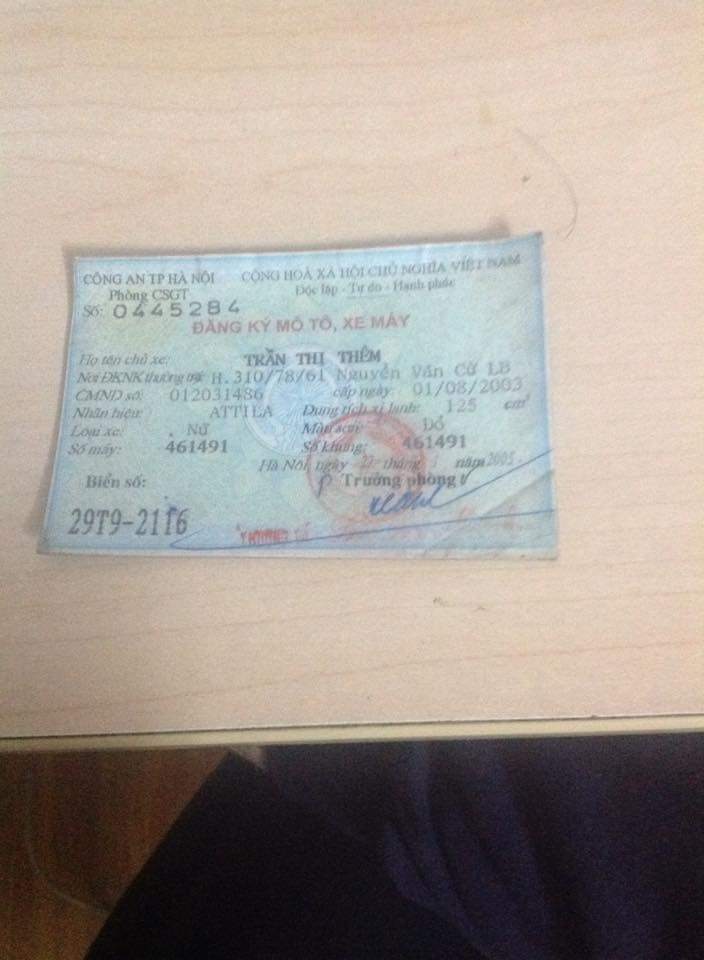 CÔNG AN TP HÀ NỘI CỘNG HOÀ XÃ HỘI CHỦ NGHĨA VIỆT NAM
Phòng CSGT Độc lập - Tự do - Hạnh phúc
Số: 0445284
ĐĂNG KÝ MÔ TÔ, XE MÁY
Họ tên chủ xe: TRẦN THỊ THÊM
Nơi ĐKNK thường trú: H.310/78/61 Nguyễn Văn Cừ LB
CMND số: 012031486 cấp ngày: 01/08/2003
Nhãn hiệu: ATTILA Dung tích xi lanh: 125 cm³
Loại xe: Nữ Màu sơn: Đỏ
Số máy: 461491 Số khung: 461491
Hà Nội, ngày tháng năm 2005
Biển số: Trưởng phòng
29T9-2116